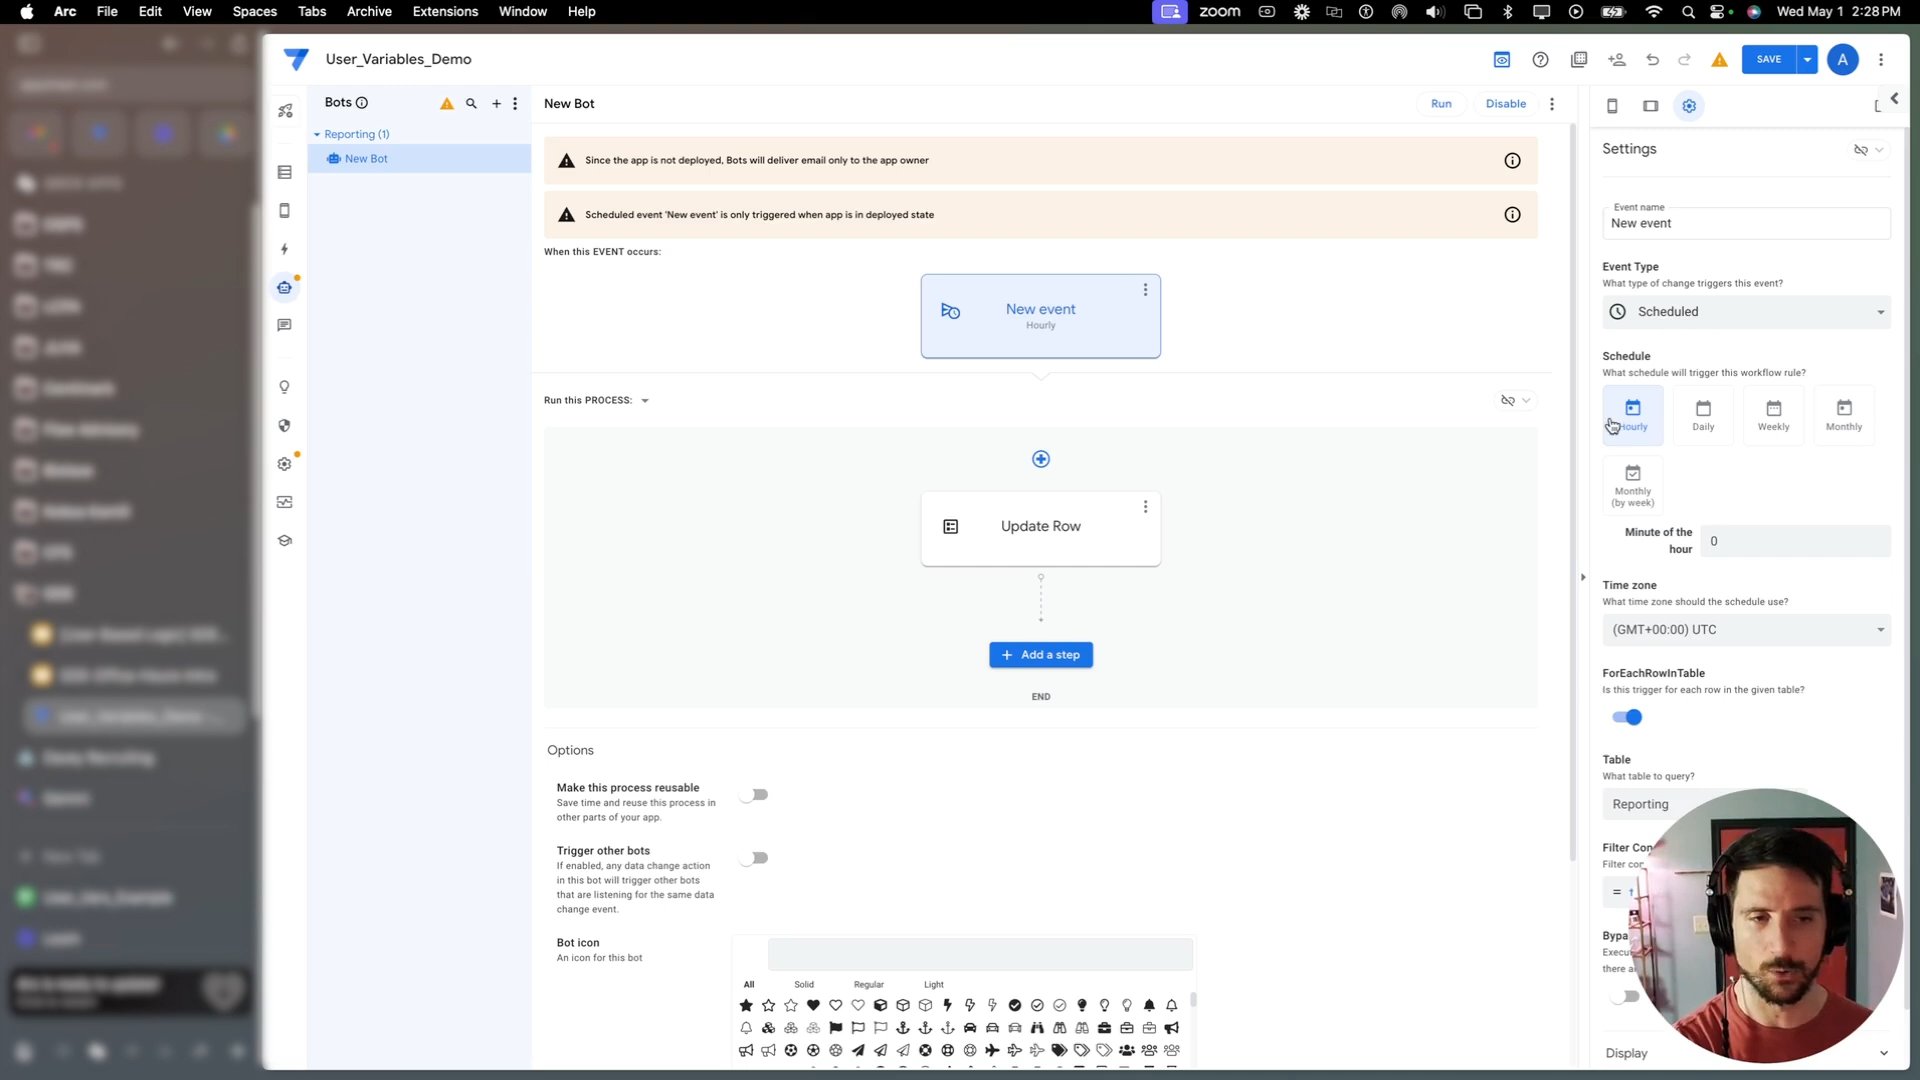 Arc File Edit View Spaces Tabs Archive Extensions Window Help
zoom
Wed May 1 2:28 PM
User_Variables_Demo
SAVE
A
Bots
New Bot
Run
Disable
Reporting (1)
New Bot
Since the app is not deployed, Bots will deliver email only to the app owner
Scheduled event 'New event' is only triggered when app is in deployed state
When this EVENT occurs:
New event
Hourly
Run this PROCESS:
Update Row
Add a step
END
Options
Make this process reusable
Save time and reuse this process in
other parts of your app.
Trigger other bots
If enabled, any data change action
in this bot will trigger other bots
that are listening for the same data
change event.
Bot icon
An icon for this bot
All
Solid
Regular
Light
Settings
Event name
New event
Event Type
What type of change triggers this event?
Scheduled
Schedule
What schedule will trigger this workflow rule?
Hourly
Daily
Weekly
Monthly
Monthly
(by week)
Minute of the
hour
0
Time zone
What time zone should the schedule use?
(GMT+00:00) UTC
ForEachRowInTable
Is this trigger for each row in the given table?
Table
What table to query?
Reporting
Filter Con
Filter
=
Display